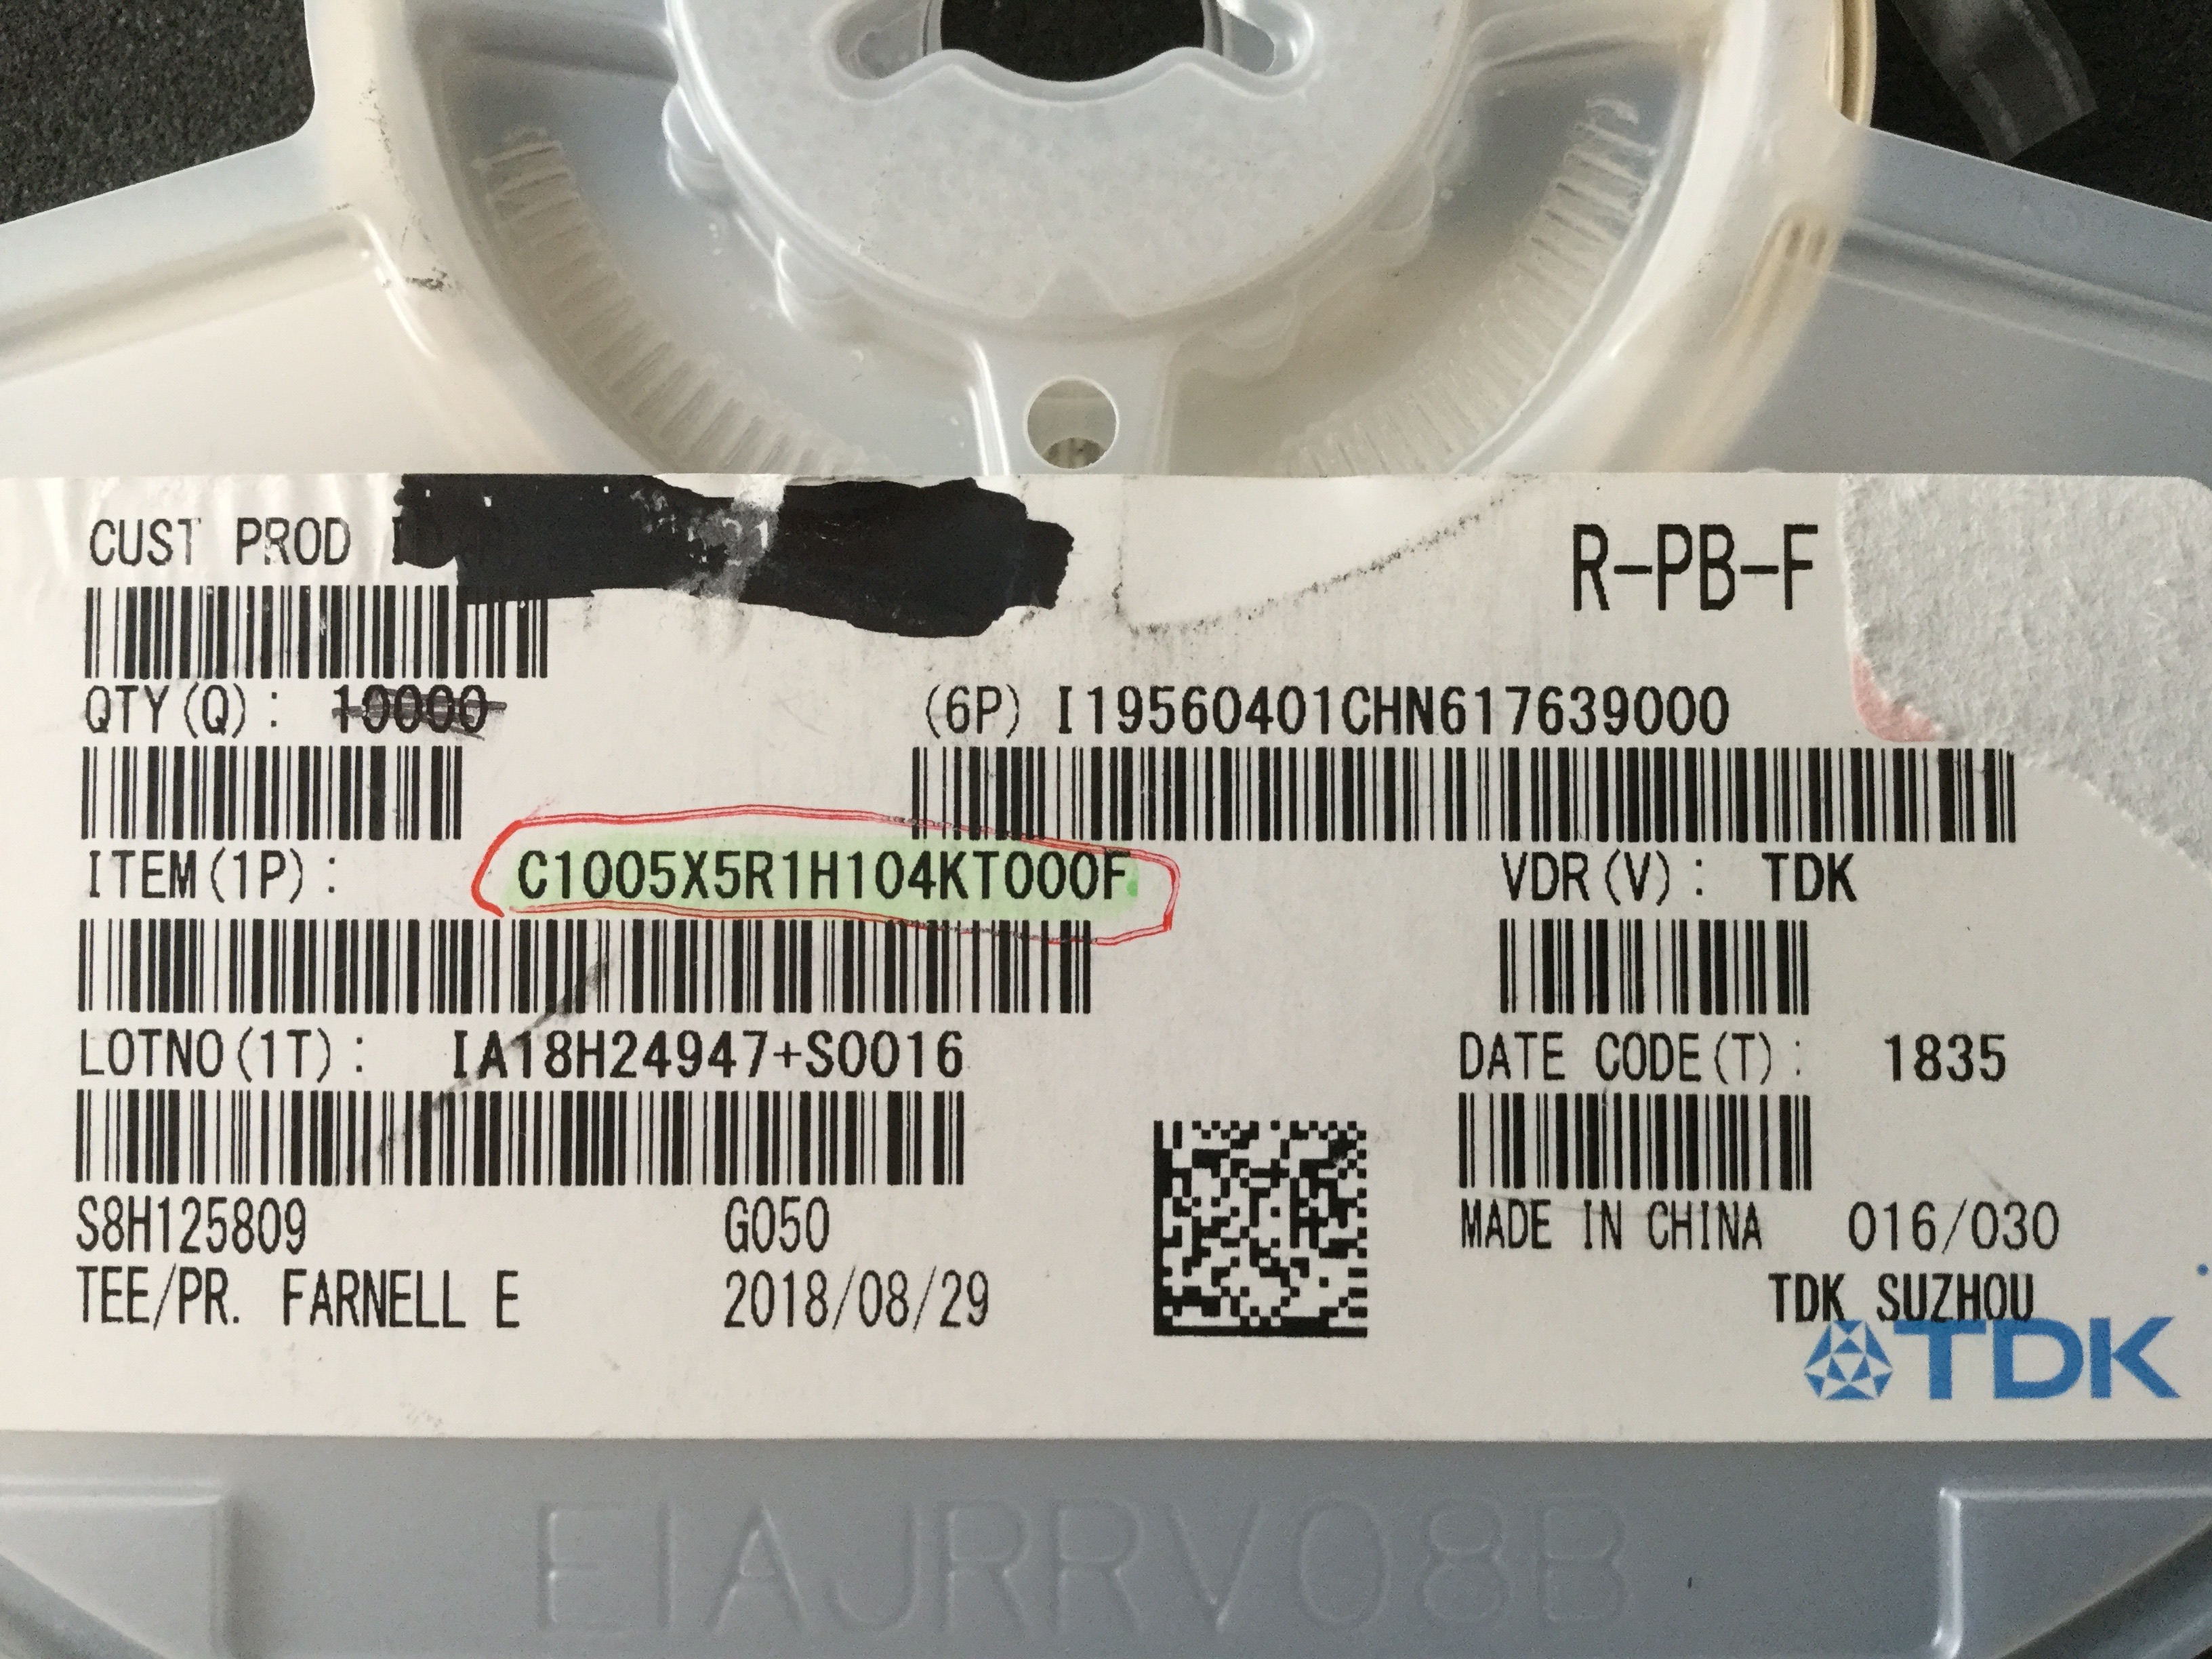 CUST PROD
R-PB-F
QTY(Q): 10000
(6P) I19560401CHN617639000
ITEM(1P): C1005X5R1H104KT000F
VDR(V): TDK
LOTNO(1T): IA18H24947+S0016
DATE CODE(T): 1835
S8H125809 G050
MADE IN CHINA 016/030
TEE/PR. FARNELL E 2018/08/29
TDK SUZHOU
TDK
EIAJRRV08B